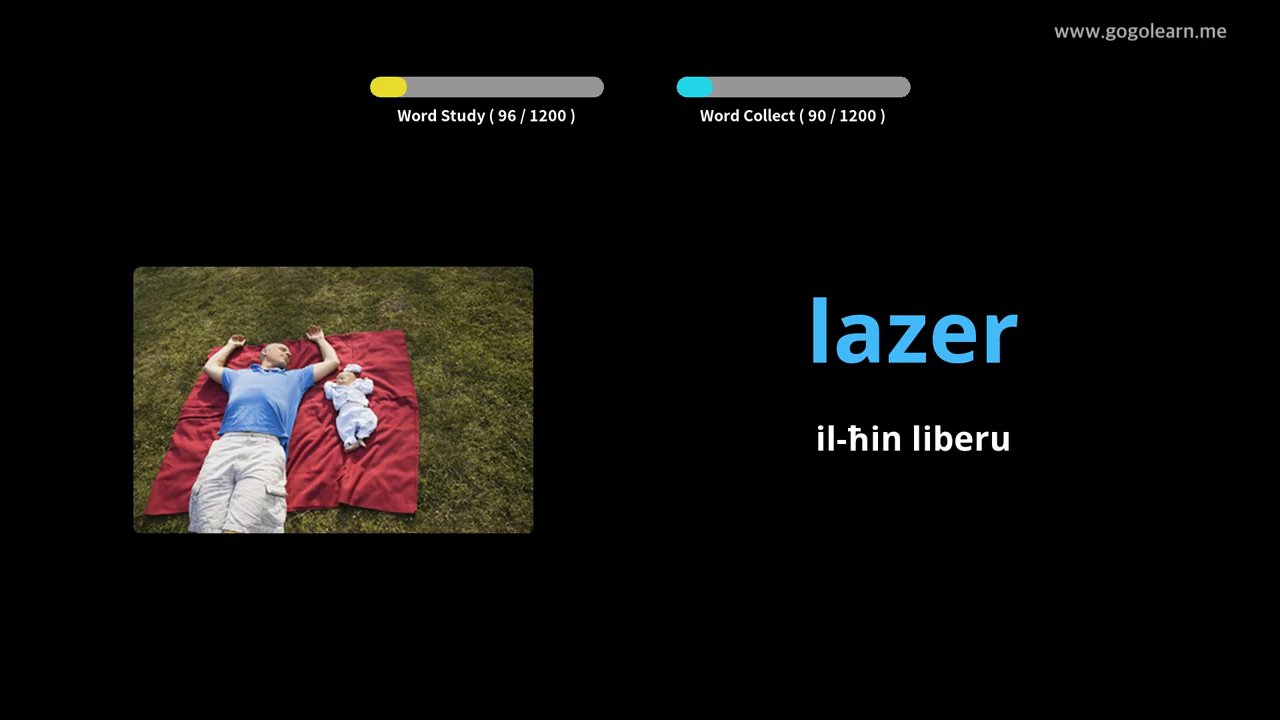 www.gogolearn.me
Word Study ( 96 / 1200 )
Word Collect ( 90 / 1200 )
lazer
il-ħin liberu